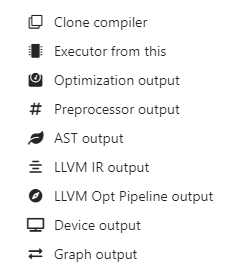 Clone compiler
Executor from this
Optimization output
# Preprocessor output
AST output
LLVM IR output
LLVM Opt Pipeline output
Device output
Graph output